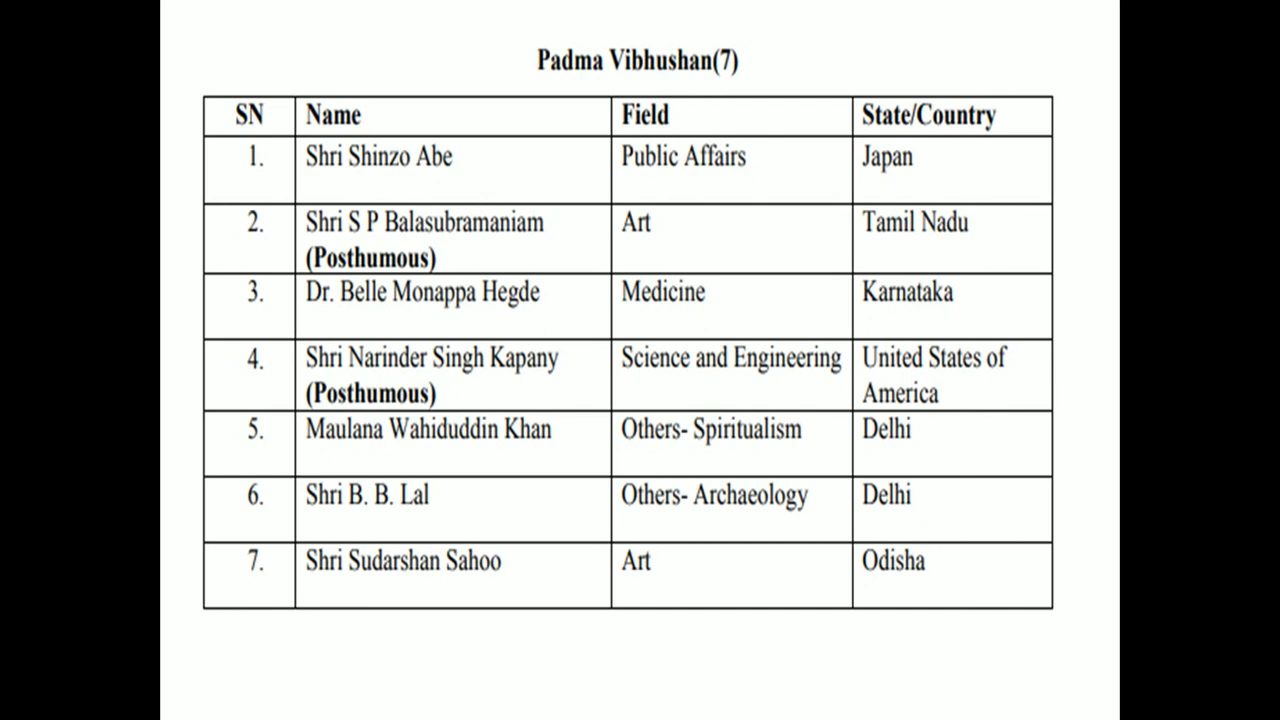 Padma Vibhushan(7)
SN Name Field State/Country
1. Shri Shinzo Abe Public Affairs Japan
2. Shri S P Balasubramaniam Art Tamil Nadu
(Posthumous)
3. Dr. Belle Monappa Hegde Medicine Karnataka
4. Shri Narinder Singh Kapany Science and Engineering United States of
(Posthumous) America
5. Maulana Wahiduddin Khan Others- Spiritualism Delhi
6. Shri B. B. Lal Others- Archaeology Delhi
7. Shri Sudarshan Sahoo Art Odisha